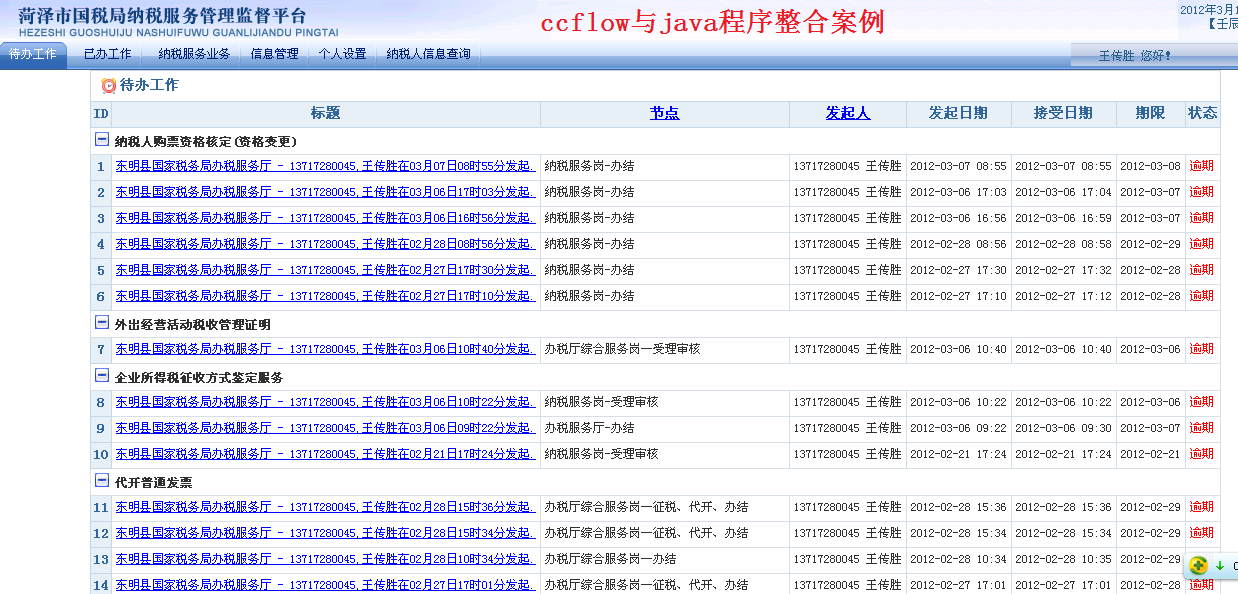 菏泽市国税局纳税服务管理监督平台
HEZESHI GUOSHUIJU NASHUIFUWU GUANLIJIANDU PINGTAI
ccflow与java程序整合案例
2012年3月1
【壬辰
待办工作 已办工作 纳税服务业务 信息管理 个人设置 纳税人信息查询 王传胜 您好!
待办工作
ID 标题 节点 发起人 发起日期 接受日期 期限 状态
纳税人购票资格核定(资格变更)
1 东明县国家税务局办税服务厅 - 13717280045,王传胜在03月07日08时55分发起. 纳税服务岗-办结 13717280045 王传胜 2012-03-07 08:55 2012-03-07 08:55 2012-03-08 逾期
2 东明县国家税务局办税服务厅 - 13717280045,王传胜在03月06日17时03分发起. 纳税服务岗-办结 13717280045 王传胜 2012-03-06 17:03 2012-03-06 17:04 2012-03-07 逾期
3 东明县国家税务局办税服务厅 - 13717280045,王传胜在03月06日16时56分发起. 纳税服务岗-办结 13717280045 王传胜 2012-03-06 16:56 2012-03-06 16:59 2012-03-07 逾期
4 东明县国家税务局办税服务厅 - 13717280045,王传胜在02月28日08时56分发起. 纳税服务岗-办结 13717280045 王传胜 2012-02-28 08:56 2012-02-28 08:58 2012-02-29 逾期
5 东明县国家税务局办税服务厅 - 13717280045,王传胜在02月27日17时30分发起. 纳税服务岗-办结 13717280045 王传胜 2012-02-27 17:30 2012-02-27 17:32 2012-02-28 逾期
6 东明县国家税务局办税服务厅 - 13717280045,王传胜在02月27日17时10分发起. 纳税服务岗-办结 13717280045 王传胜 2012-02-27 17:10 2012-02-27 17:12 2012-02-28 逾期
外出经营活动税收管理证明
7 东明县国家税务局办税服务厅 - 13717280045,王传胜在03月06日10时40分发起. 办税厅综合服务岗—受理审核 13717280045 王传胜 2012-03-06 10:40 2012-03-06 10:40 2012-03-06 逾期
企业所得税征收方式鉴定服务
8 东明县国家税务局办税服务厅 - 13717280045,王传胜在03月06日10时22分发起. 纳税服务岗-受理审核 13717280045 王传胜 2012-03-06 10:22 2012-03-06 10:22 2012-03-06 逾期
9 东明县国家税务局办税服务厅 - 13717280045,王传胜在03月06日09时22分发起. 办税服务厅-办结 13717280045 王传胜 2012-03-06 09:22 2012-03-06 09:30 2012-03-07 逾期
10 东明县国家税务局办税服务厅 - 13717280045,王传胜在02月21日17时24分发起. 纳税服务岗-受理审核 13717280045 王传胜 2012-02-21 17:24 2012-02-21 17:24 2012-02-21 逾期
代开普通发票
11 东明县国家税务局办税服务厅 - 13717280045,王传胜在02月28日15时36分发起. 办税厅综合服务岗—征税、代开、办结 13717280045 王传胜 2012-02-28 15:36 2012-02-28 15:36 2012-02-29 逾期
12 东明县国家税务局办税服务厅 - 13717280045,王传胜在02月28日15时34分发起. 办税厅综合服务岗—征税、代开、办结 13717280045 王传胜 2012-02-28 15:34 2012-02-28 15:34 2012-02-29 逾期
13 东明县国家税务局办税服务厅 - 13717280045,王传胜在02月28日10时34分发起. 办税厅综合服务岗—办结 13717280045 王传胜 2012-02-28 10:34 2012-02-28 10:35 2012-02-29
14 东明县国家税务局办税服务厅 - 13717280045,王传胜在02月27日17时01分发起. 办税厅综合服务岗—征税、代开、办结 13717280045 王传胜 2012-02-27 17:01 2012-02-27 17:01 2012-02-28 逾期